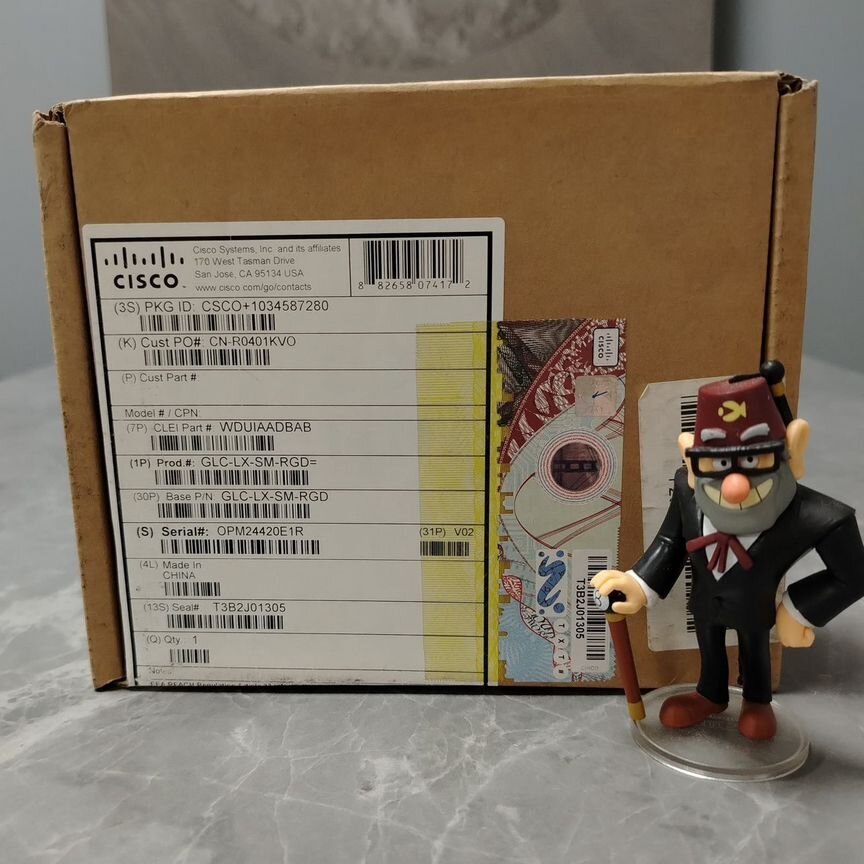 CISCO
Cisco Systems, Inc. and its affiliates
170 West Tasman Drive
San Jose, CA 95134 USA
www.cisco.com/go/contacts
8 82658 07417 2
(3S) PKG ID: CSCO+1034587280
(K) Cust PO#: CN-R0401KVO
(P) Cust Part #
Model # / CPN:
(7P) CLEI Part # WDUIAADBAB
(1P) Prod.#: GLC-LX-SM-RGD=
(30P) Base P/N GLC-LX-SM-RGD
(S) Serial#: OPM24420E1R (31P) V02
(4L) Made In
CHINA
(13S) Seal# T3B2J01305
(Q) Qty. 1
Notes
CISCO
T3B2J01305
TXT#